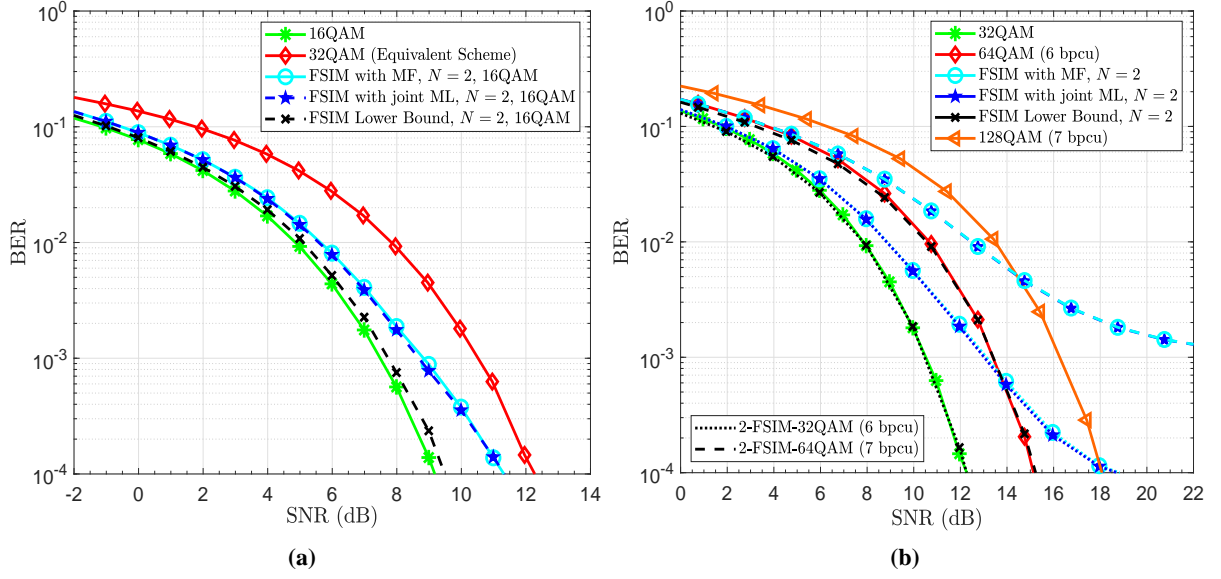 10^0
10^-1
10^-2
10^-3
10^-4
BER
-2 0 2 4 6 8 10 12 14
SNR (dB)
16QAM
32QAM (Equivalent Scheme)
FSIM with MF, N = 2, 16QAM
FSIM with joint ML, N = 2, 16QAM
FSIM Lower Bound, N = 2, 16QAM
(a)
10^0
10^-1
10^-2
10^-3
10^-4
BER
0 2 4 6 8 10 12 14 16 18 20 22
SNR (dB)
32QAM
64QAM (6 bpcu)
FSIM with MF, N = 2
FSIM with joint ML, N = 2
FSIM Lower Bound, N = 2
128QAM (7 bpcu)
2-FSIM-32QAM (6 bpcu)
2-FSIM-64QAM (7 bpcu)
(b)